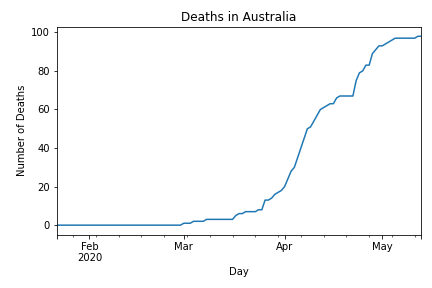 Deaths in Australia
Number of Deaths
100
80
60
40
20
0
Feb
2020
Mar
Apr
May
Day